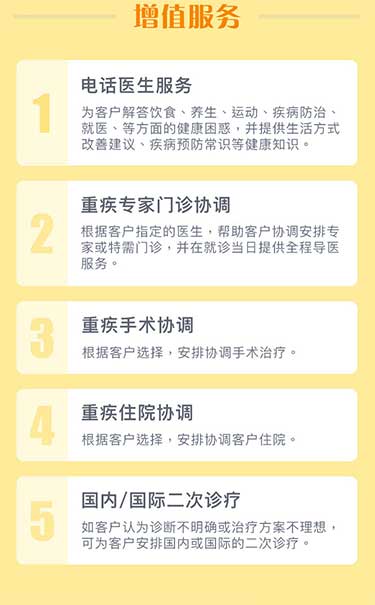 增值服务
1
电话医生服务
为客户解答饮食、养生、运动、疾病防治、
就医、等方面的健康困惑，并提供生活方式
改善建议、疾病预防常识等健康知识。
2
重疾专家门诊协调
根据客户指定的医生，帮助客户协调安排专
家或特需门诊，并在就诊当日提供全程导医
服务。
3
重疾手术协调
根据客户选择，安排协调手术治疗。
4
重疾住院协调
根据客户选择，安排协调客户住院。
5
国内/国际二次诊疗
如客户认为诊断不明确或治疗方案不理想，
可为客户安排国内或国际的二次诊疗。